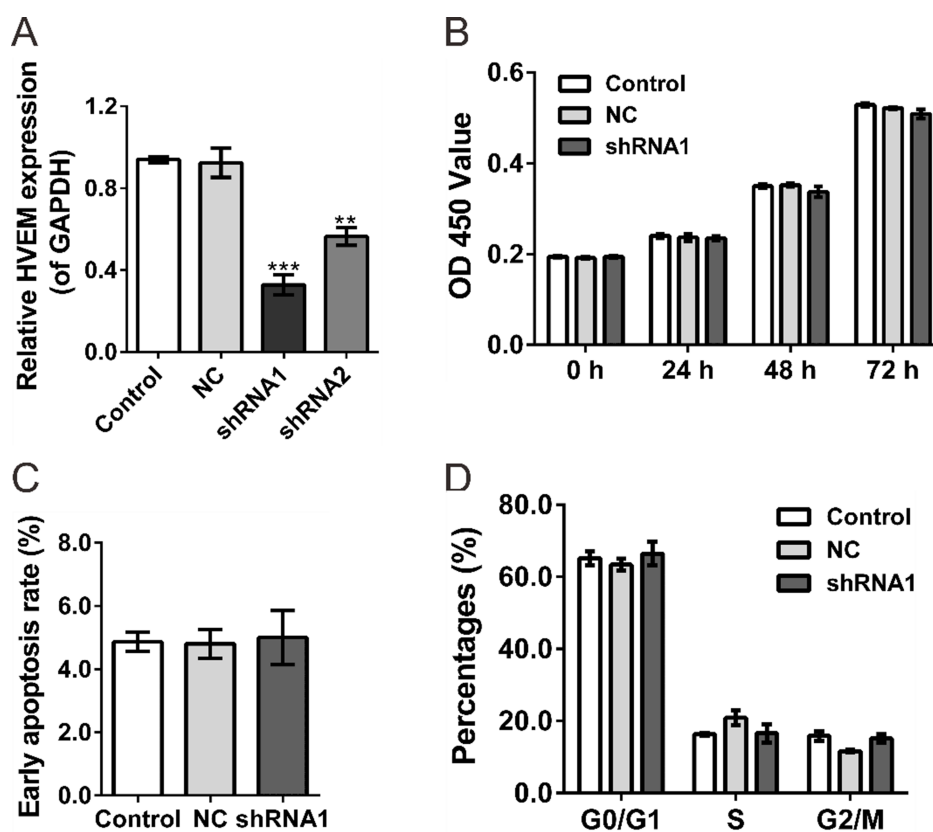 A
Relative HVEM expression
(of GAPDH)
1.2
0.8
0.4
0.0
***
**
Control
NC
shRNA1
shRNA2
B
OD 450 Value
0.6
0.4
0.2
0.0
Control
NC
shRNA1
0 h 24 h 48 h 72 h
C
Early apoptosis rate (%)
8.0
6.0
4.0
2.0
0.0
Control NC shRNA1
D
Percentages (%)
80.0
60.0
40.0
20.0
0.0
Control
NC
shRNA1
G0/G1 S G2/M